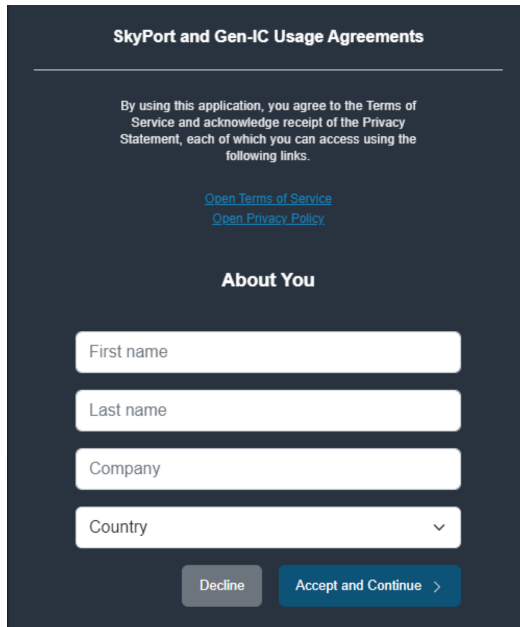 SkyPort and Gen-IC Usage Agreements
By using this application, you agree to the Terms of
Service and acknowledge receipt of the Privacy
Statement, each of which you can access using the
following links.
Open Terms of Service
Open Privacy Policy
About You
First name
Last name
Company
Country
Decline
Accept and Continue